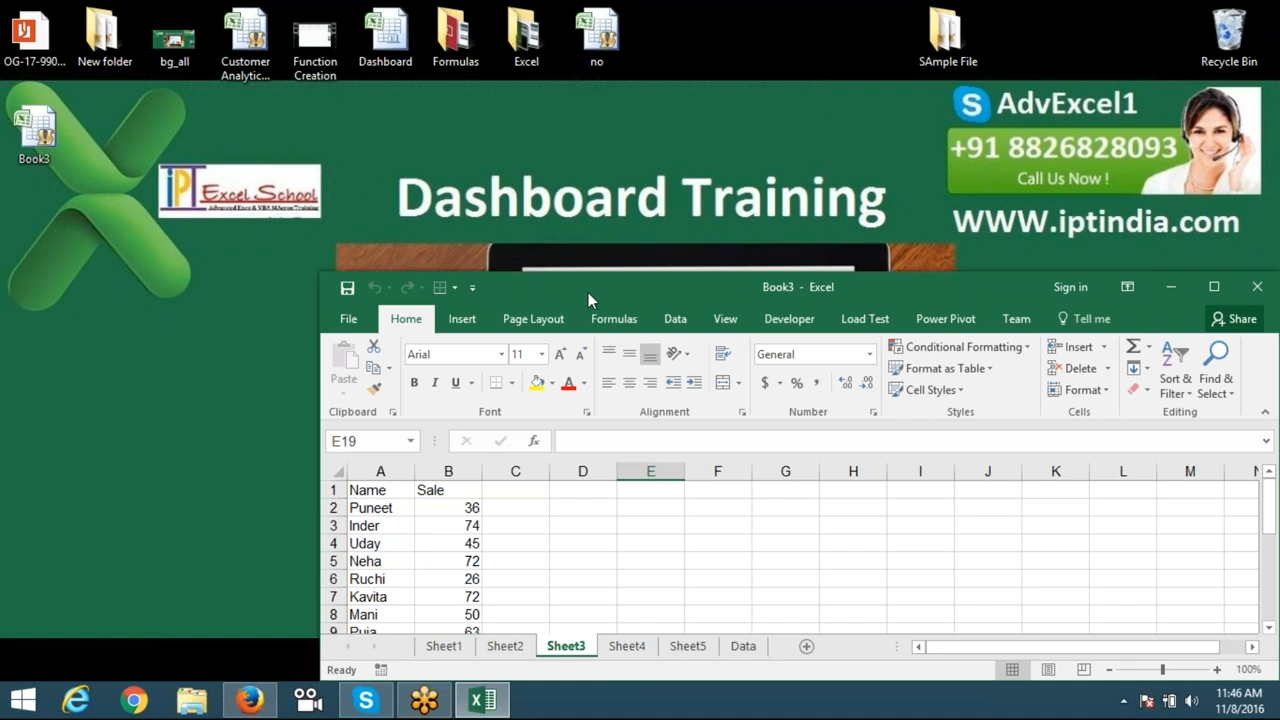 OG-17-990...
New folder
bg_all
Customer
Analytic...
Function
Creation
Dashboard
Formulas
Excel
no
SAmple File
Recycle Bin
Book3
IPT Excel School
Dashboard Training
AdvExcel1
+91 8826828093
Call Us Now !
WWW.iptindia.com
Book3 - Excel
Sign in
File Home Insert Page Layout Formulas Data View Developer Load Test Power Pivot Team Tell me Share
Paste
Arial 11
General
Conditional Formatting
Format as Table
Cell Styles
Insert
Delete
Format
Sort &
Filter
Find &
Select
Clipboard Font Alignment Number Styles Cells Editing
E19
A B C D E F G H I J K L M N
1 Name Sale
2 Puneet 36
3 Inder 74
4 Uday 45
5 Neha 72
6 Ruchi 26
7 Kavita 72
8 Mani 50
9 Puja 63
Sheet1 Sheet2 Sheet3 Sheet4 Sheet5 Data
Ready
100%
11:46 AM
11/8/2016